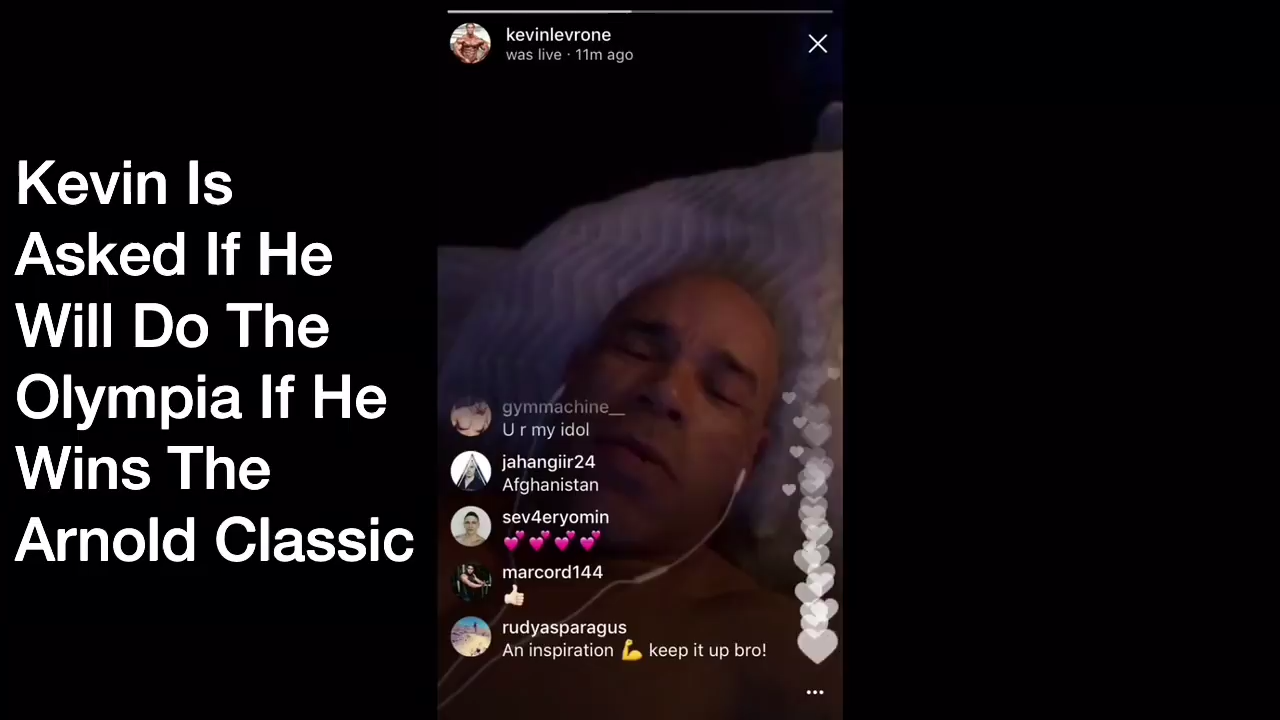 Kevin Is
Asked If He
Will Do The
Olympia If He
Wins The
Arnold Classic
kevinlevrone
was live · 11m ago
gymmachine__
U r my idol
jahangiir24
Afghanistan
sev4eryomin
💕 💕 💕 💕
marcord144
👍🏻
rudyasparagus
An inspiration 💪 keep it up bro!